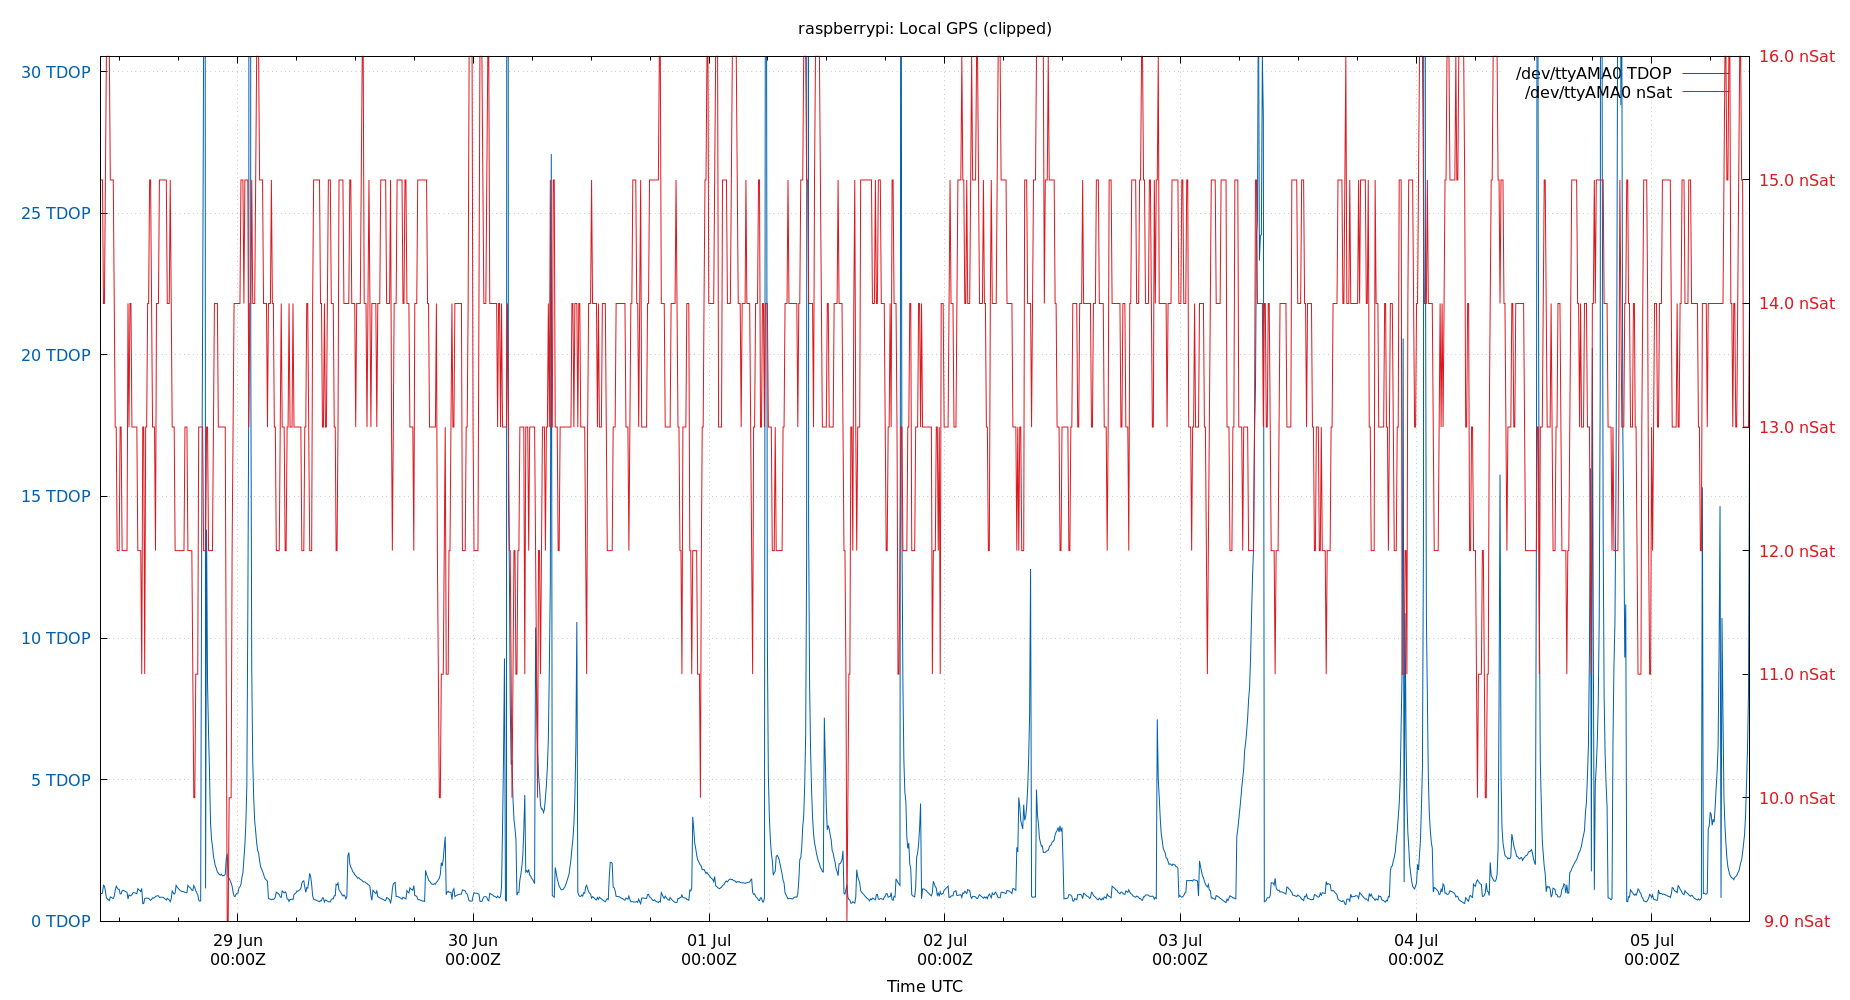 raspberrypi: Local GPS (clipped)
30 TDOP
25 TDOP
20 TDOP
15 TDOP
10 TDOP
5 TDOP
0 TDOP
16.0 nSat
15.0 nSat
14.0 nSat
13.0 nSat
12.0 nSat
11.0 nSat
10.0 nSat
9.0 nSat
/dev/ttyAMA0 TDOP
/dev/ttyAMA0 nSat
29 Jun 30 Jun 01 Jul 02 Jul 03 Jul 04 Jul 05 Jul
00:00Z 00:00Z 00:00Z 00:00Z 00:00Z 00:00Z 00:00Z
Time UTC